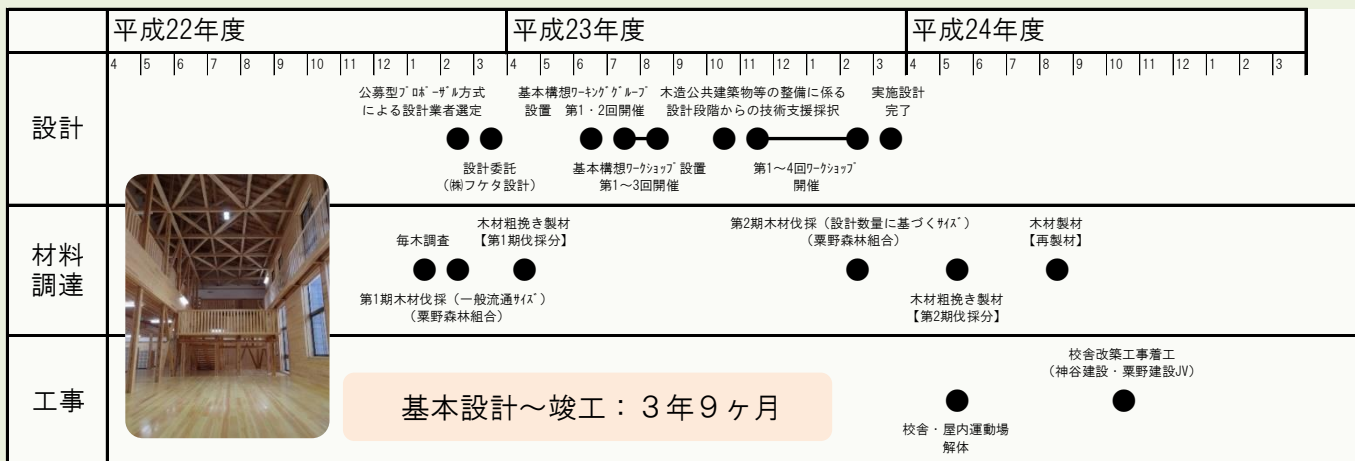 平成22年度 平成23年度 平成24年度
4 5 6 7 8 9 10 11 12 1 2 3 4 5 6 7 8 9 10 11 12 1 2 3 4 5 6 7 8 9 10 11 12 1 2 3
設計
公募型プロポーザル方式
による設計業者選定
設計委託
(㈱フケタ設計)
基本構想ワーキンググループ
設置 第1・2回開催
基本構想ワークショップ設置
第1～3回開催
木造公共建築物等の整備に係る
設計段階からの技術支援採択
第1～4回ワークショップ
開催
実施設計
完了
材料
調達
毎木調査
第1期木材伐採（一般流通サイズ）
(粟野森林組合)
木材粗挽き製材
【第1期伐採分】
第2期木材伐採（設計数量に基づくサイズ）
(粟野森林組合)
木材粗挽き製材
【第2期伐採分】
木材製材
【再製材】
工事
校舎・屋内運動場
解体
校舎改築工事着工
(神谷建設・粟野建設JV)
基本設計～竣工：３年９ヶ月